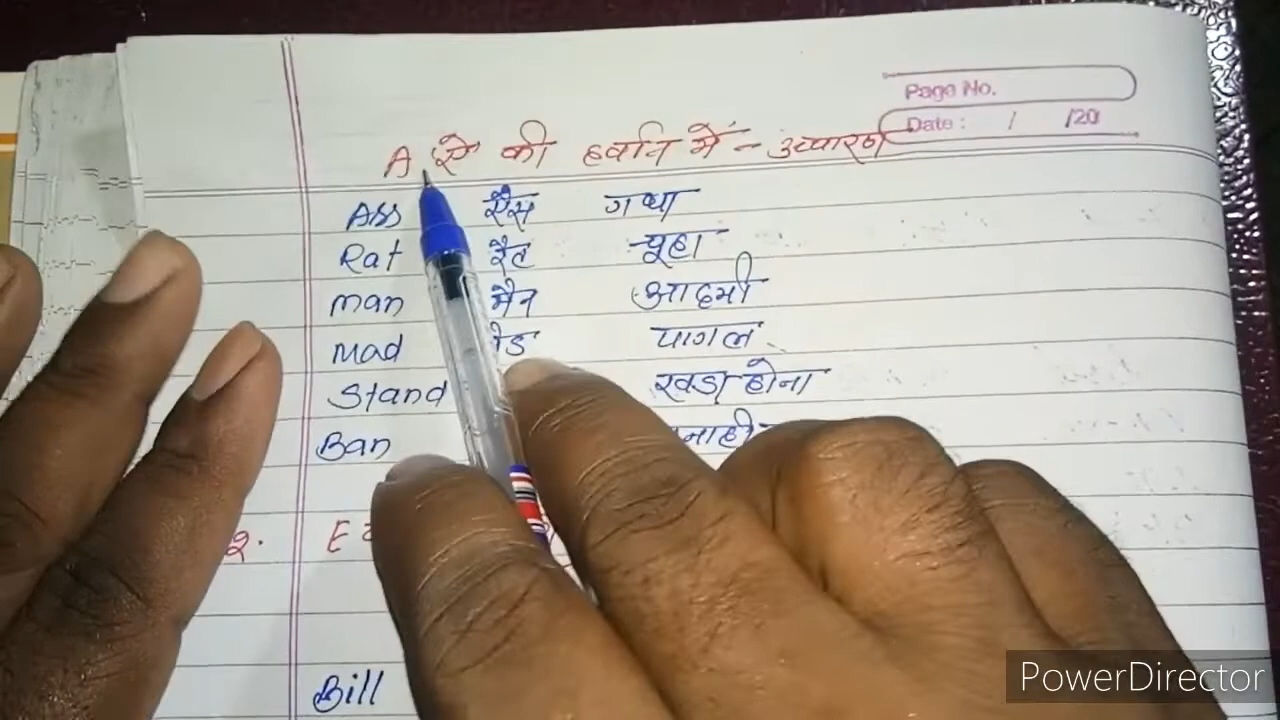 Page No.
Date : / /20
A ऐ की ध्वनि में - उच्चारण
Ass ऐस गधा
Rat रैट चूहा
man मैन आदमी
Mad पागल
Stand खडा होना
Ban
२. E
Bill
PowerDirector